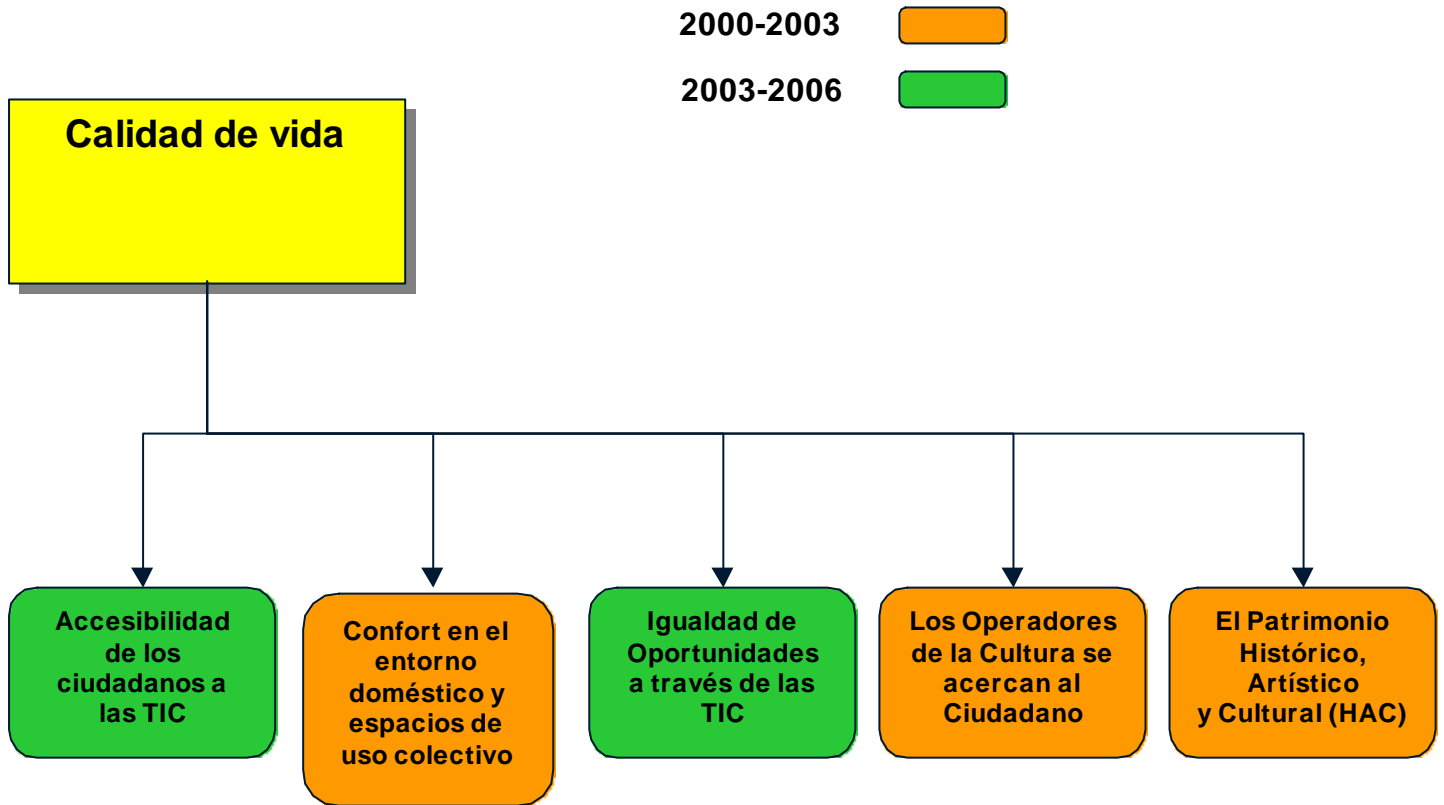 2000-2003
2003-2006
Calidad de vida
Accesibilidad
de los
ciudadanos a
las TIC
Confort en el
entorno
doméstico y
espacios de
uso colectivo
Igualdad de
Oportunidades
a través de las
TIC
Los Operadores
de la Cultura se
acercan al
Ciudadano
El Patrimonio
Histórico,
Artístico
y Cultural (HAC)